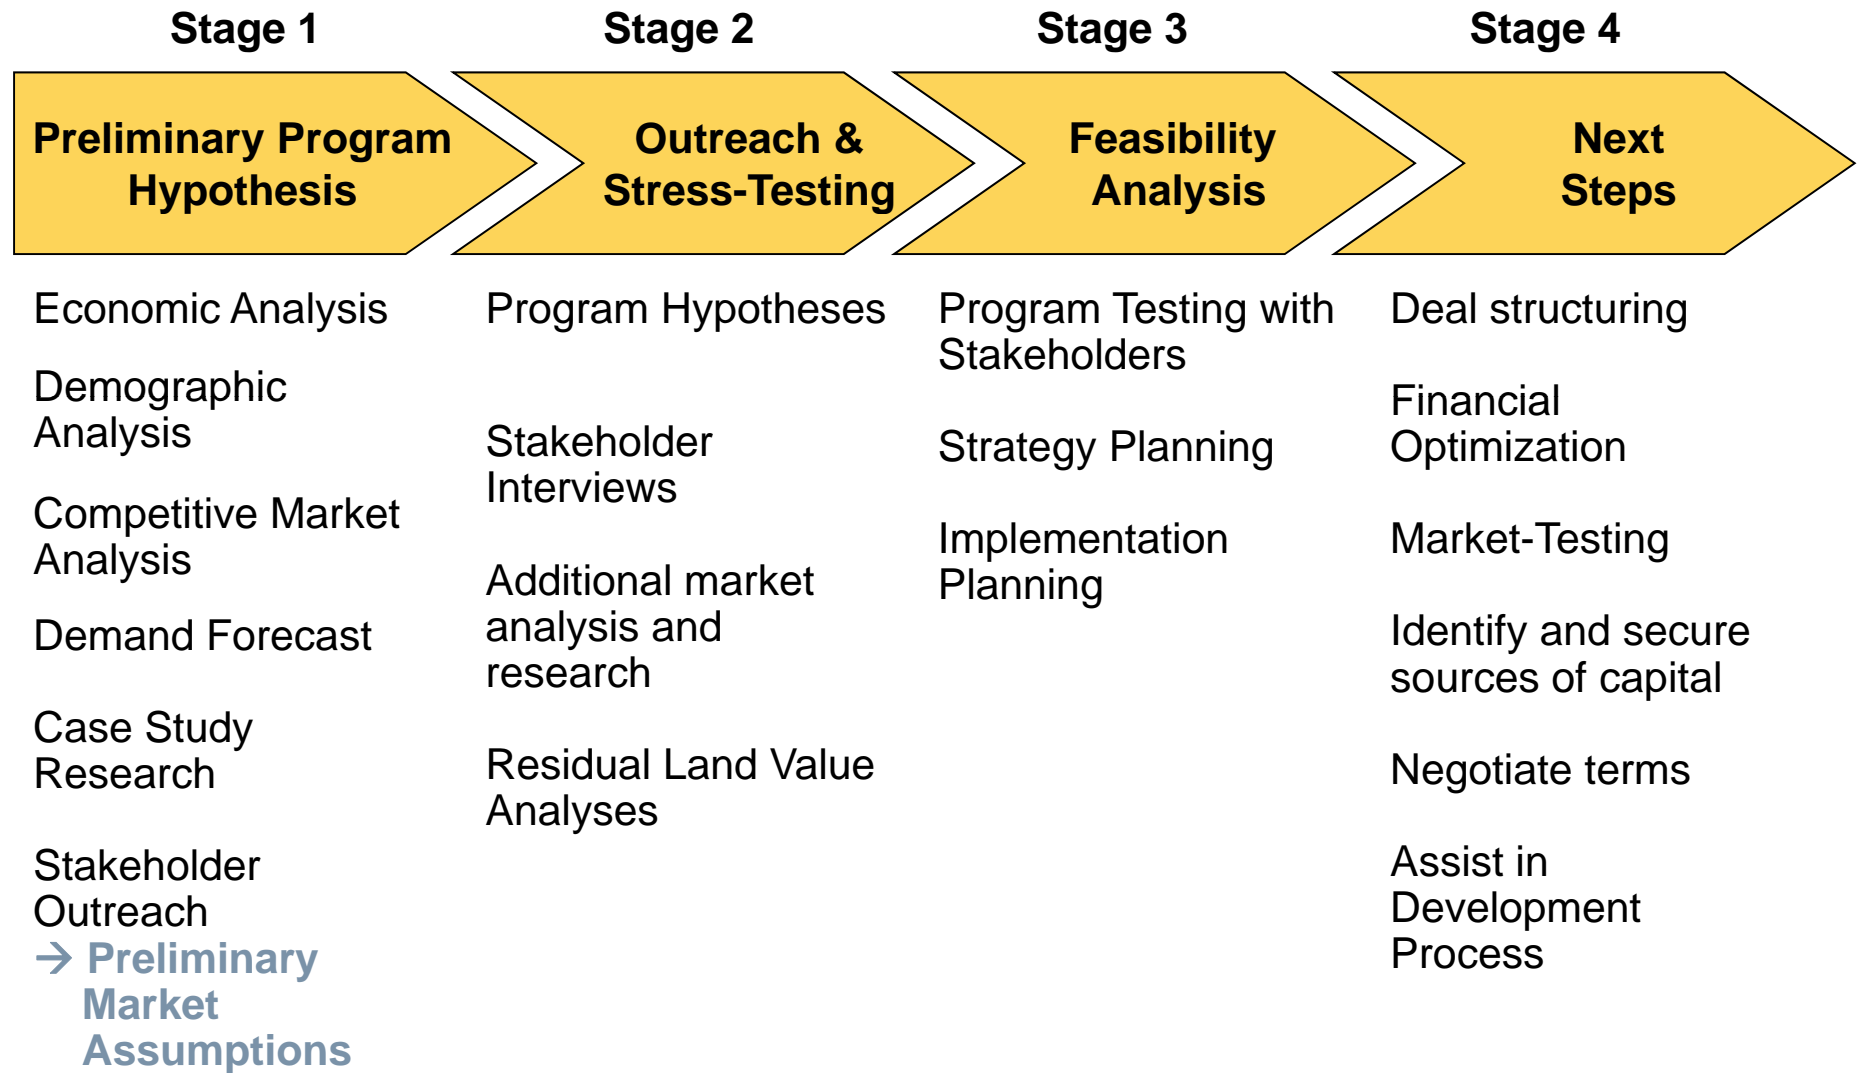 Stage 1
Stage 2
Stage 3
Stage 4
Preliminary Program
Hypothesis
Outreach &
Stress-Testing
Feasibility
Analysis
Next
Steps
Economic Analysis
Demographic
Analysis
Competitive Market
Analysis
Demand Forecast
Case Study
Research
Stakeholder
Outreach
→ Preliminary
Market
Assumptions
Program Hypotheses
Stakeholder
Interviews
Additional market
analysis and
research
Residual Land Value
Analyses
Program Testing with
Stakeholders
Strategy Planning
Implementation
Planning
Deal structuring
Financial
Optimization
Market-Testing
Identify and secure
sources of capital
Negotiate terms
Assist in
Development
Process